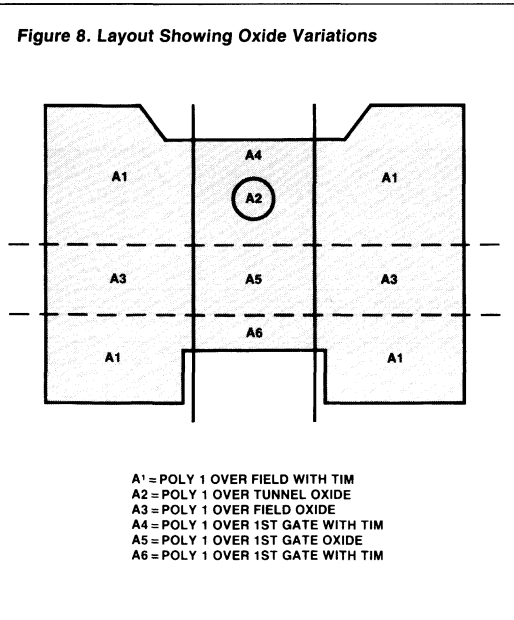 Figure 8. Layout Showing Oxide Variations
A4
A1
A1
A2
A3
A5
A3
A6
A1
A1
A¹ = POLY 1 OVER FIELD WITH TIM
A2 = POLY 1 OVER TUNNEL OXIDE
A3 = POLY 1 OVER FIELD OXIDE
A4 = POLY 1 OVER 1ST GATE WITH TIM
A5 = POLY 1 OVER 1ST GATE OXIDE
A6 = POLY 1 OVER 1ST GATE WITH TIM